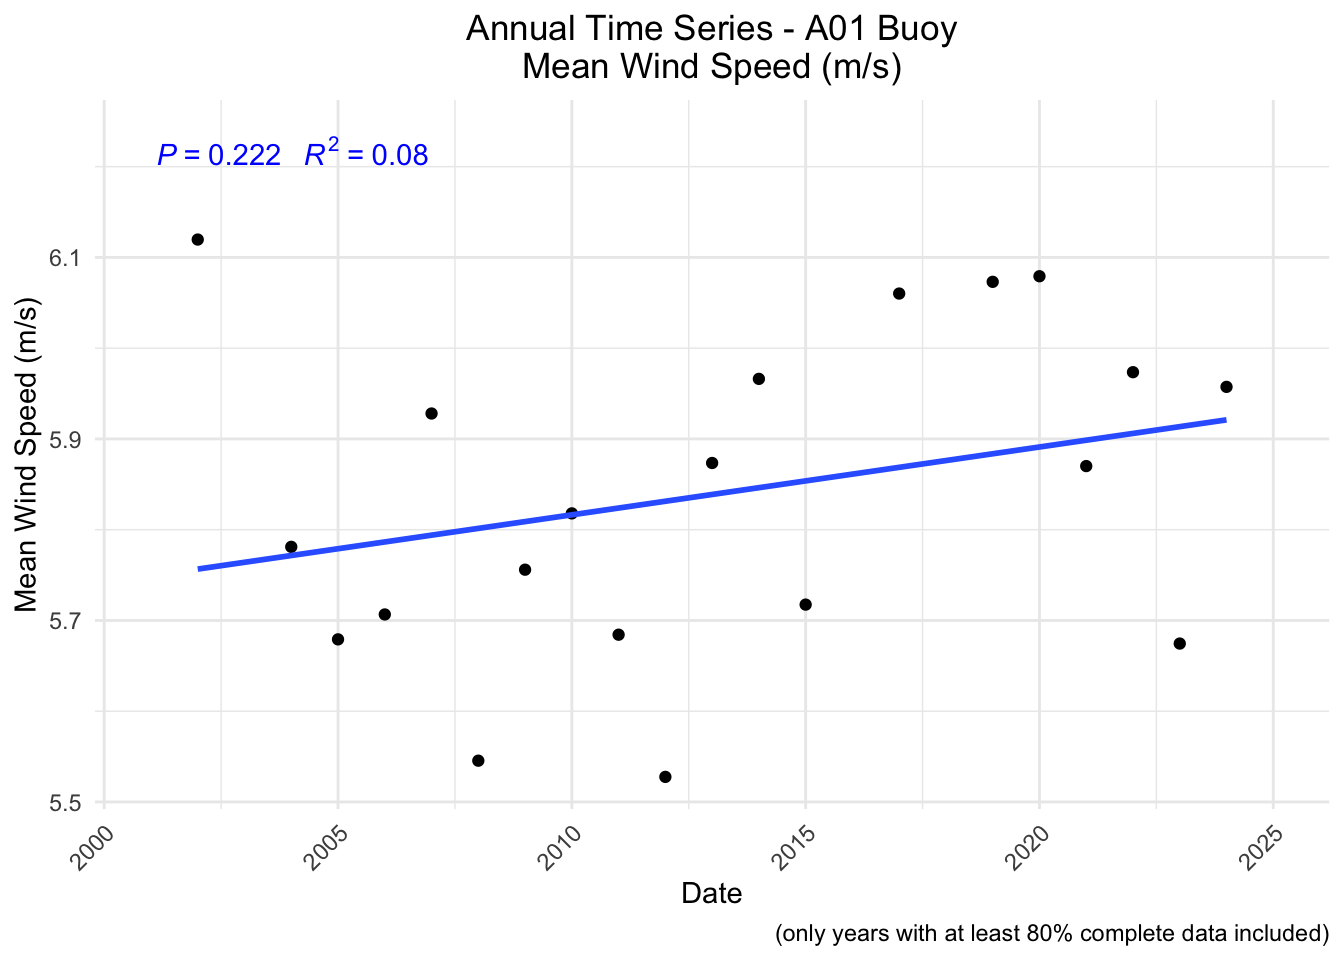 Annual Time Series - A01 Buoy
Mean Wind Speed (m/s)
P = 0.222 R² = 0.08
Mean Wind Speed (m/s)
6.1
5.9
5.7
5.5
2000
2005
2010
2015
2020
2025
Date
(only years with at least 80% complete data included)